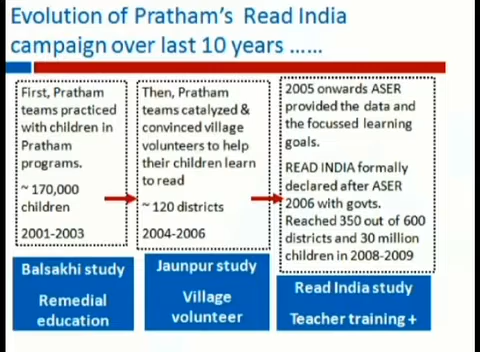 Evolution of Pratham's Read India
campaign over last 10 years ......
First, Pratham
teams practiced
with children in
Pratham
programs.
~ 170,000
children
2001-2003
Then, Pratham
teams catalyzed &
convinced village
volunteers to help
their children learn
to read
~ 120 districts
2004-2006
2005 onwards ASER
provided the data and
the focussed learning
goals.
READ INDIA formally
declared after ASER
2006 with govts.
Reached 350 out of 600
districts and 30 million
children in 2008-2009
Balsakhi study
Remedial
education
Jaunpur study
Village
volunteer
Read India study
Teacher training +